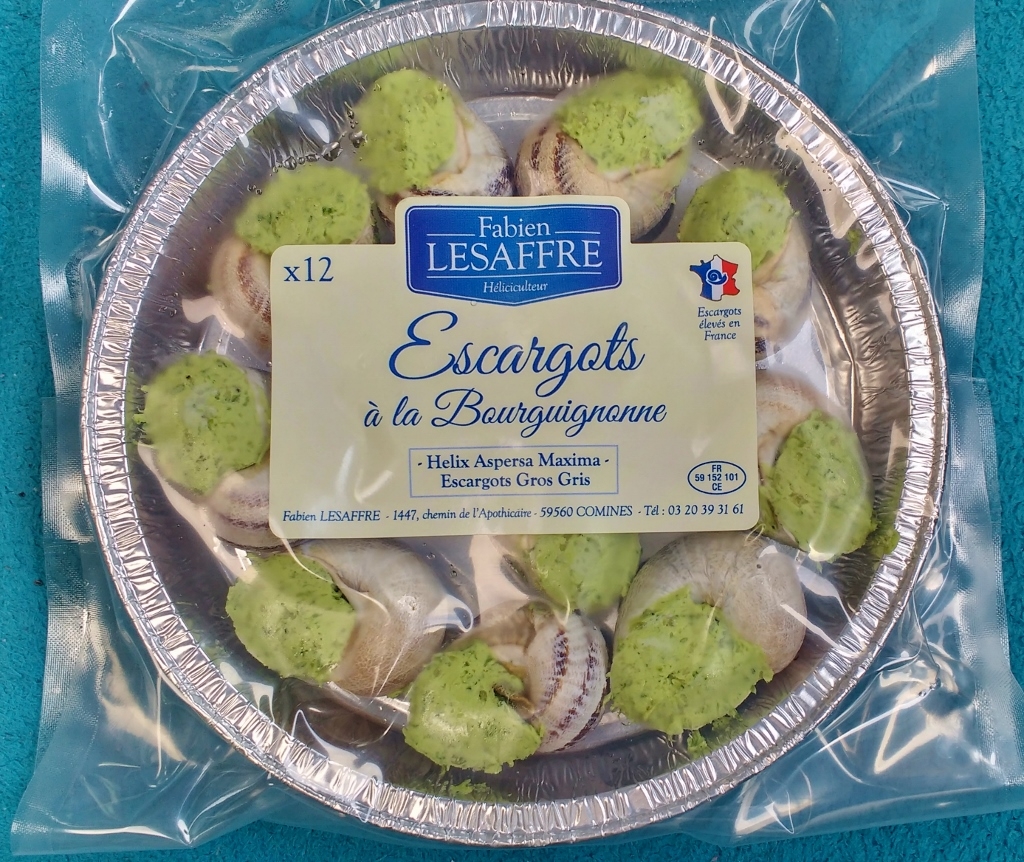 Fabien
LESAFFRE
Héliciculteur
x12
Escargots
élevés en
France
Escargots
à la Bourguignonne
- Helix Aspersa Maxima -
Escargots Gros Gris
FR
59 152 101
CE
Fabien LESAFFRE - 1447, chemin de l'Apothicaire - 59560 COMINES - Tél : 03 20 39 31 61